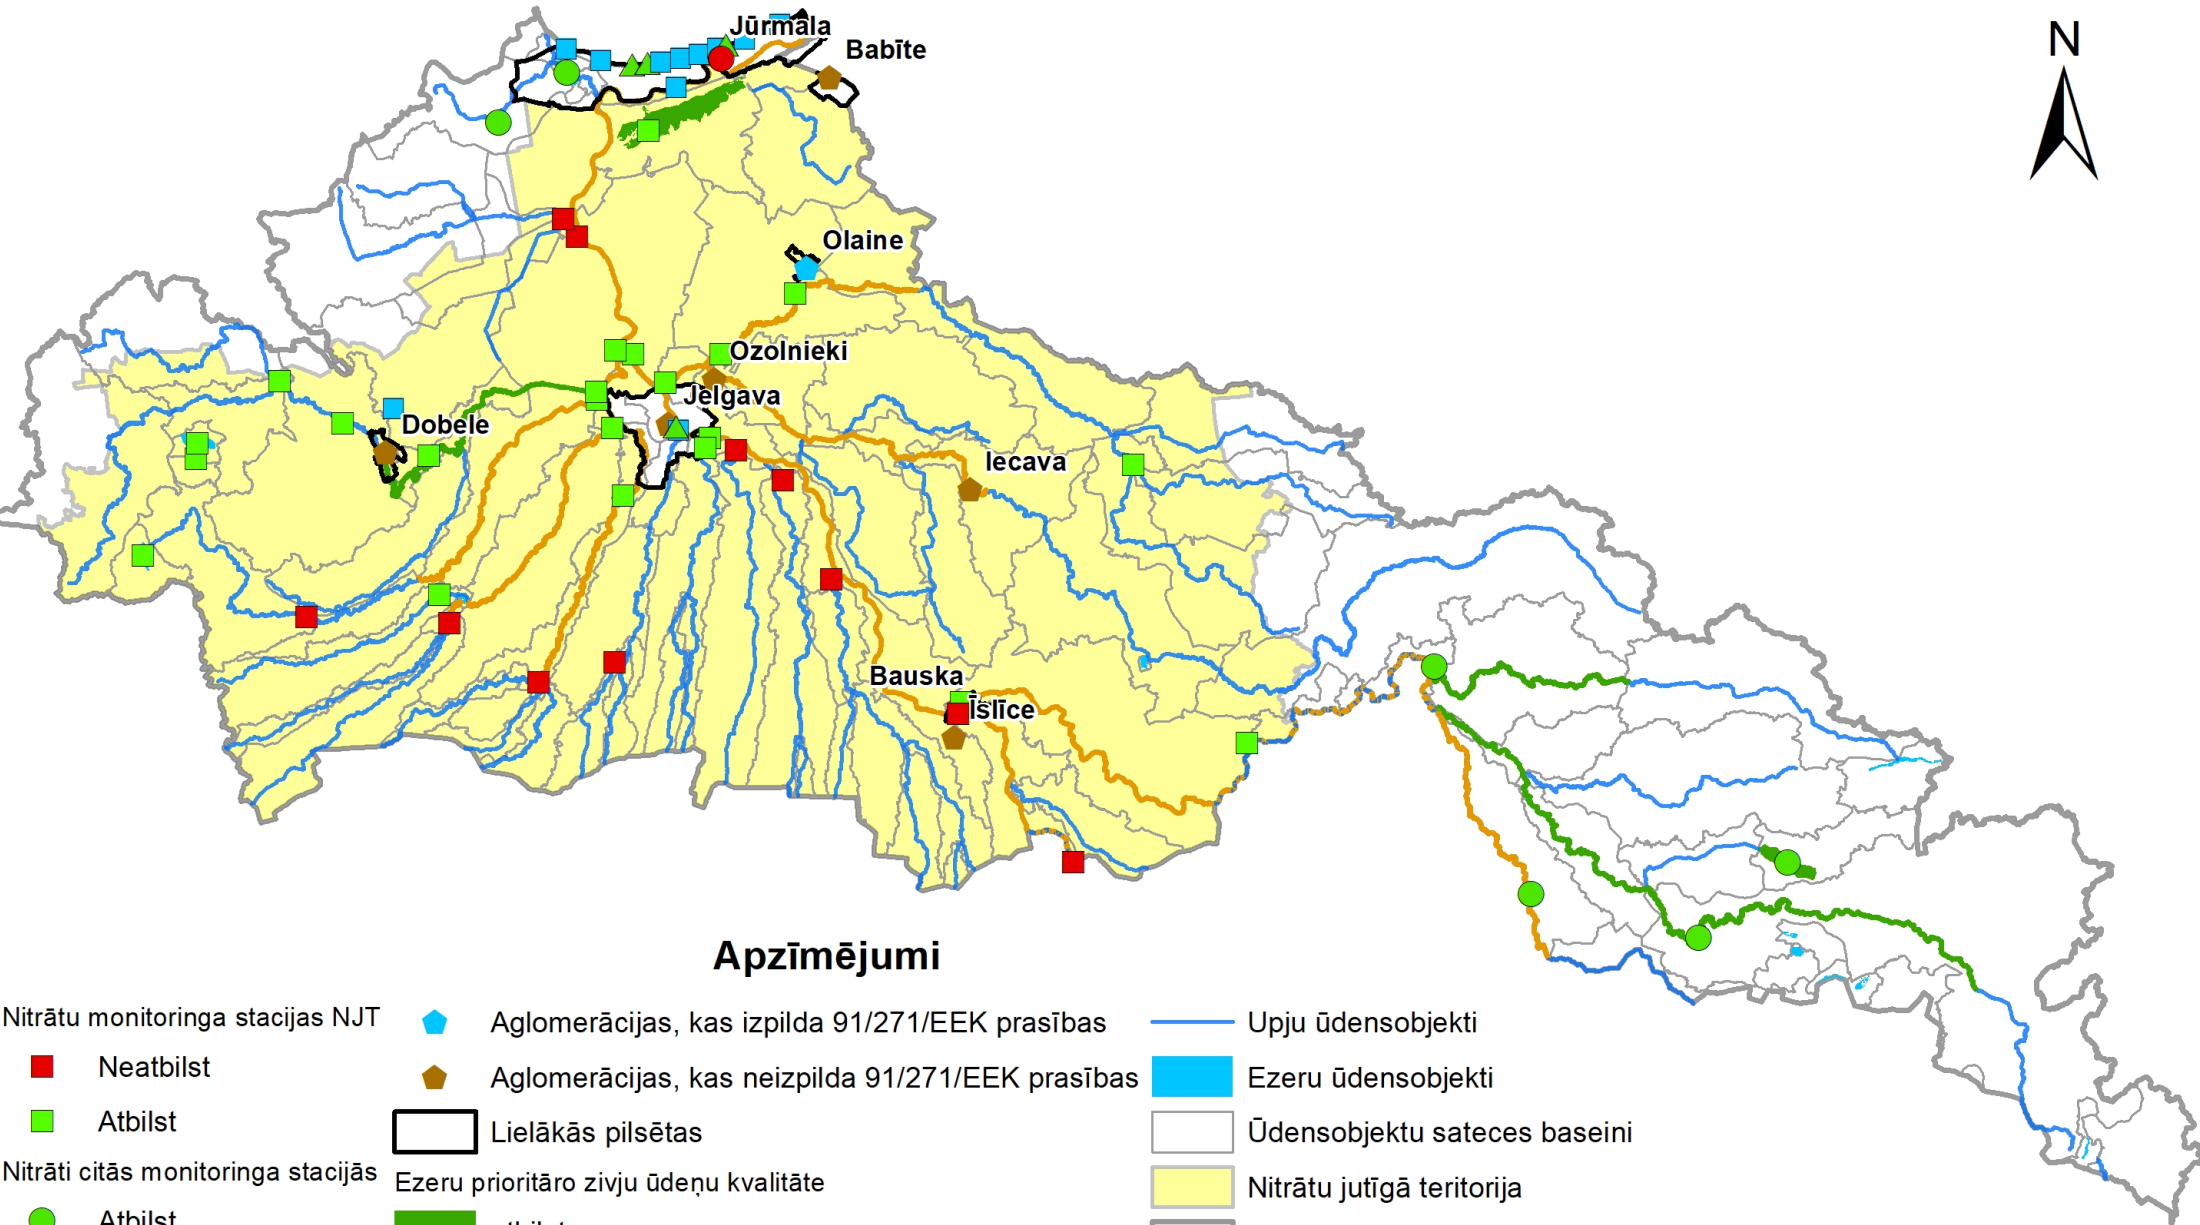 Jūrmala
Babīte
N
Olaine
Ozolnieki
Jelgava
Dobele
Iecava
Bauska
Īslīce
Apzīmējumi
Nitrātu monitoringa stacijas NJT
Neatbilst
Atbilst
Nitrāti citās monitoringa stacijās
Atbilst
Aglomerācijas, kas izpilda 91/271/EEK prasības
Aglomerācijas, kas neizpilda 91/271/EEK prasības
Lielākās pilsētas
Ezeru prioritāro zivju ūdeņu kvalitāte
Upju ūdensobjekti
Ezeru ūdensobjekti
Ūdensobjektu sateces baseini
Nitrātu jutīgā teritorija